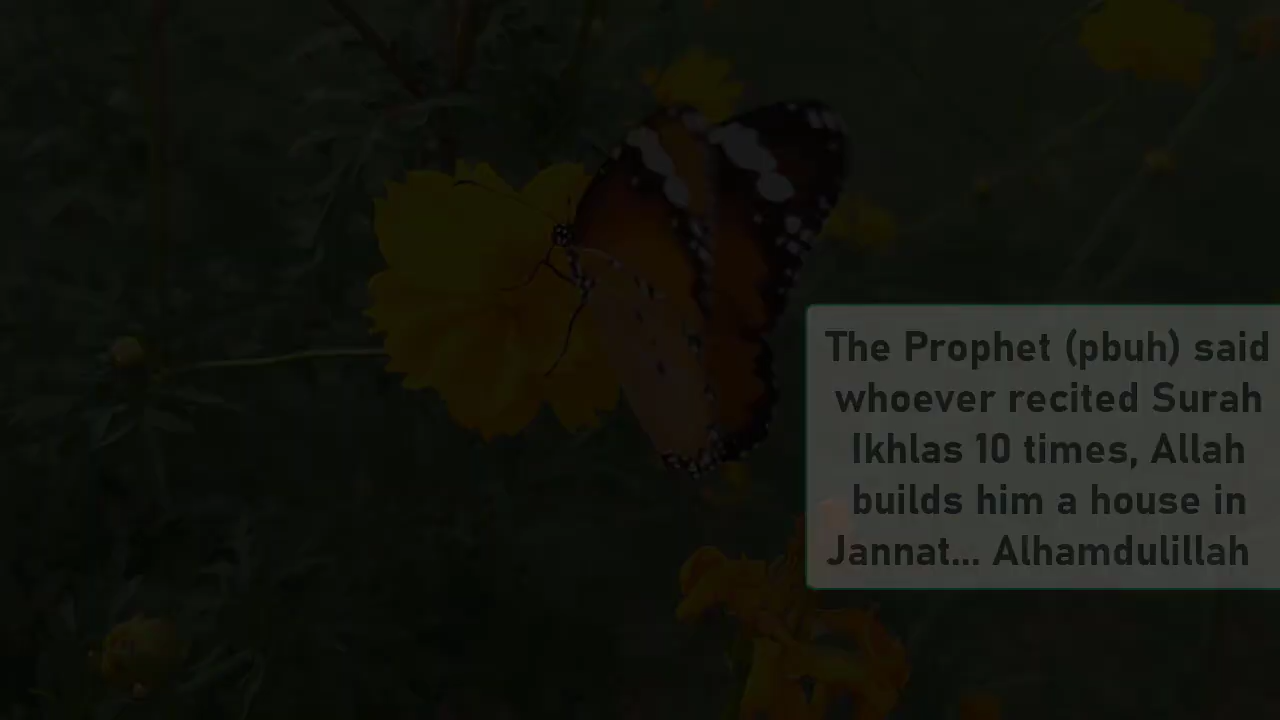 The Prophet (pbuh) said
whoever recited Surah
Ikhlas 10 times, Allah
builds him a house in
Jannat... Alhamdulillah